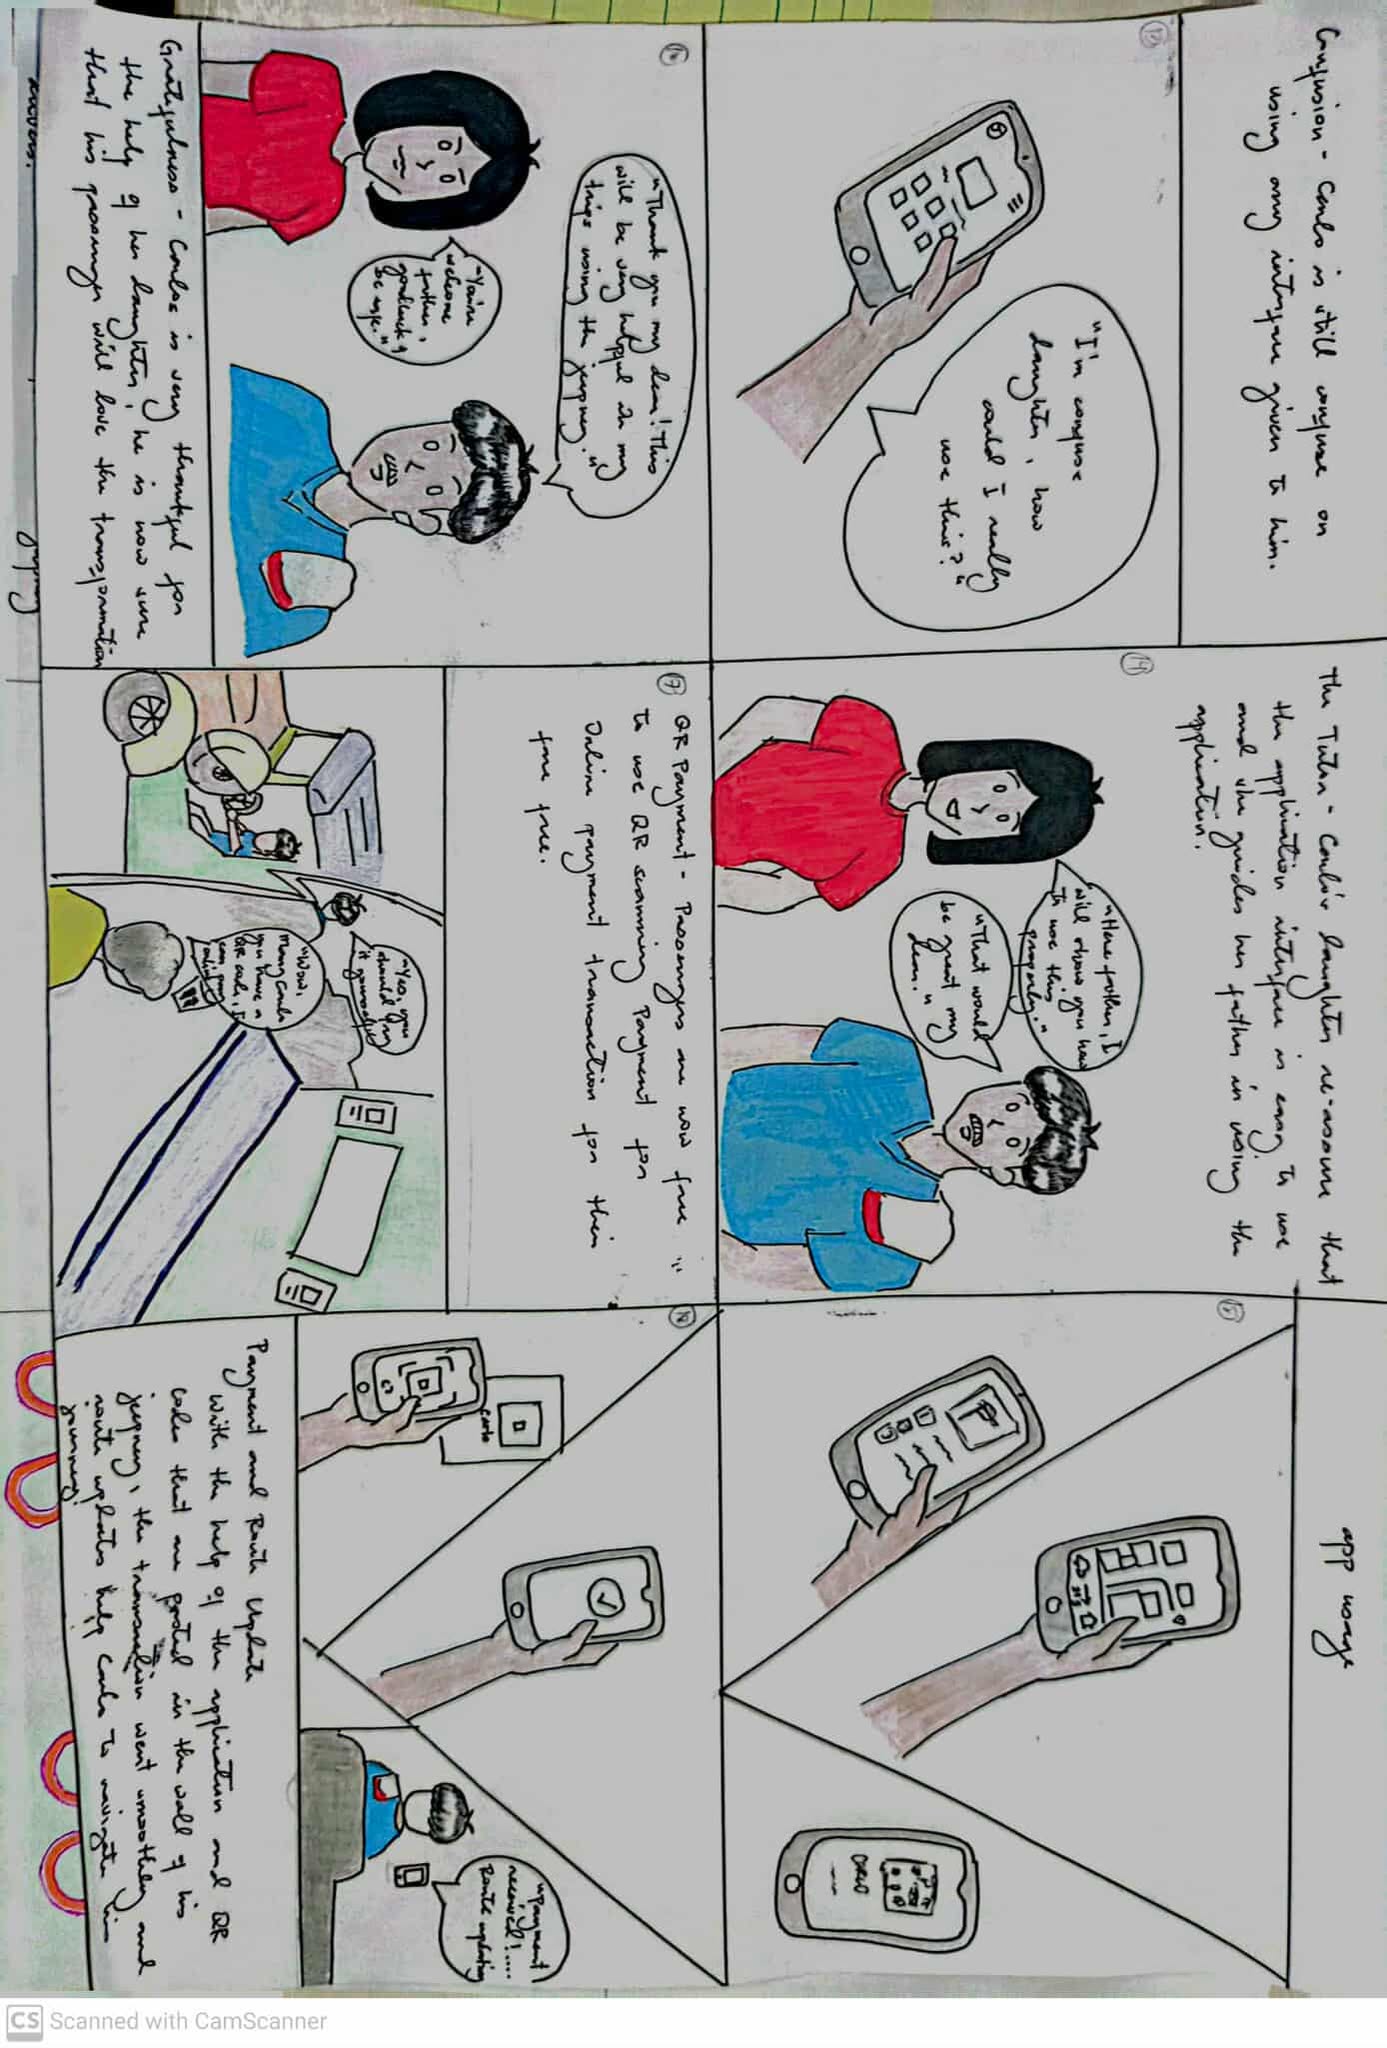 Confusion - Carlo is still confuse on
using any interface given to him.
13
"I'm confuse
daughter, how
could I really
use this?"
The Tutor - Carlo's daughter re-assure that
the application interface is easy to use
and she guides her father in using the
application.
14
"Here father, I
will show you how
to use this
properly."
"That would
be great my
dear."
app usage
15
CARLO
16
"Thank you my dear! This
will be very helpful in my
trips using the jeepney."
"You're
welcome
father,
goodluck &
be safe."
Gratefulness - Carlos is very thankful for
the help of her daughter, he is now sure
that his passenger will love the transformation
17
QR Payment - Passengers are now free
to use QR scanning Payment for
Online payment transaction for their
fare free.
"Yes, you
should try
it yourself"
"Wow,
mang Carlo
you have a
QR code, I
can pay
18
carlo
"Payment
received!....
Route updating
Payment and Route Update
With the help of the application and QR
codes that are posted in the wall of his
jeepney, the transaction went smoothly and
route updates help Carlo to navigate his
journey.
answers.
jeepney
CS Scanned with CamScanner